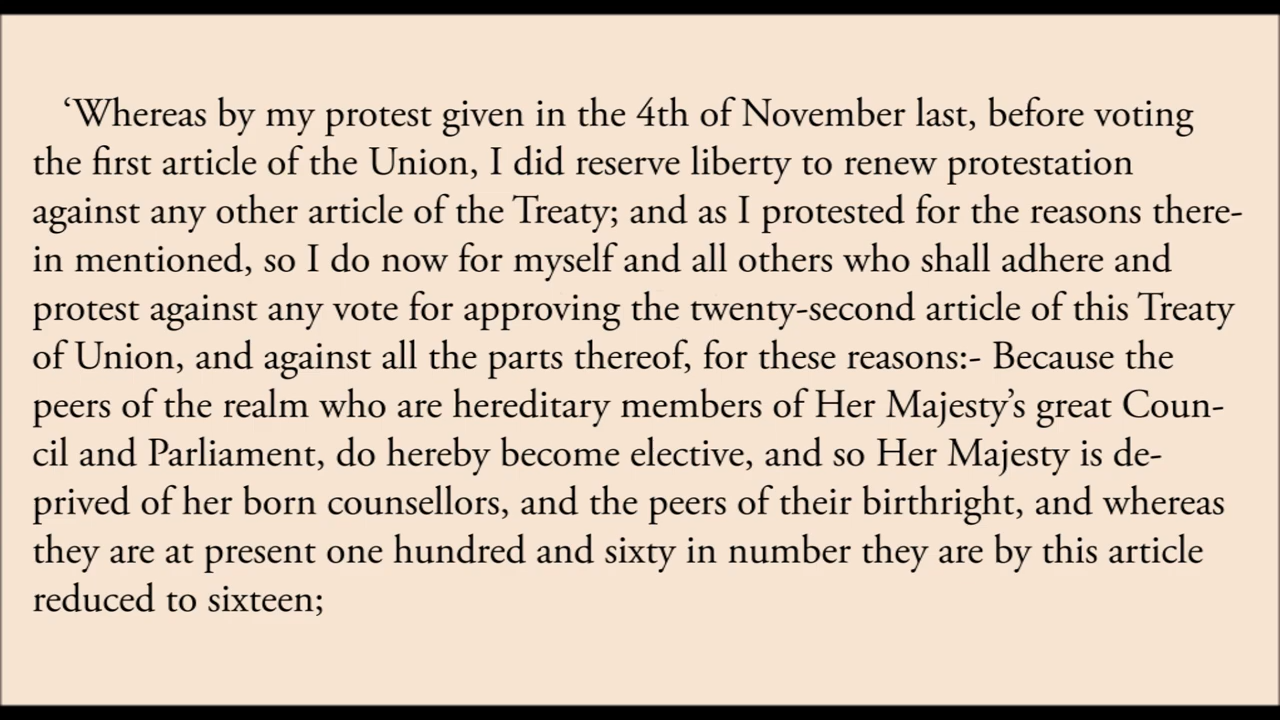 ‘Whereas by my protest given in the 4th of November last, before voting
the first article of the Union, I did reserve liberty to renew protestation
against any other article of the Treaty; and as I protested for the reasons there-
in mentioned, so I do now for myself and all others who shall adhere and
protest against any vote for approving the twenty-second article of this Treaty
of Union, and against all the parts thereof, for these reasons:- Because the
peers of the realm who are hereditary members of Her Majesty’s great Coun-
cil and Parliament, do hereby become elective, and so Her Majesty is de-
prived of her born counsellors, and the peers of their birthright, and whereas
they are at present one hundred and sixty in number they are by this article
reduced to sixteen;